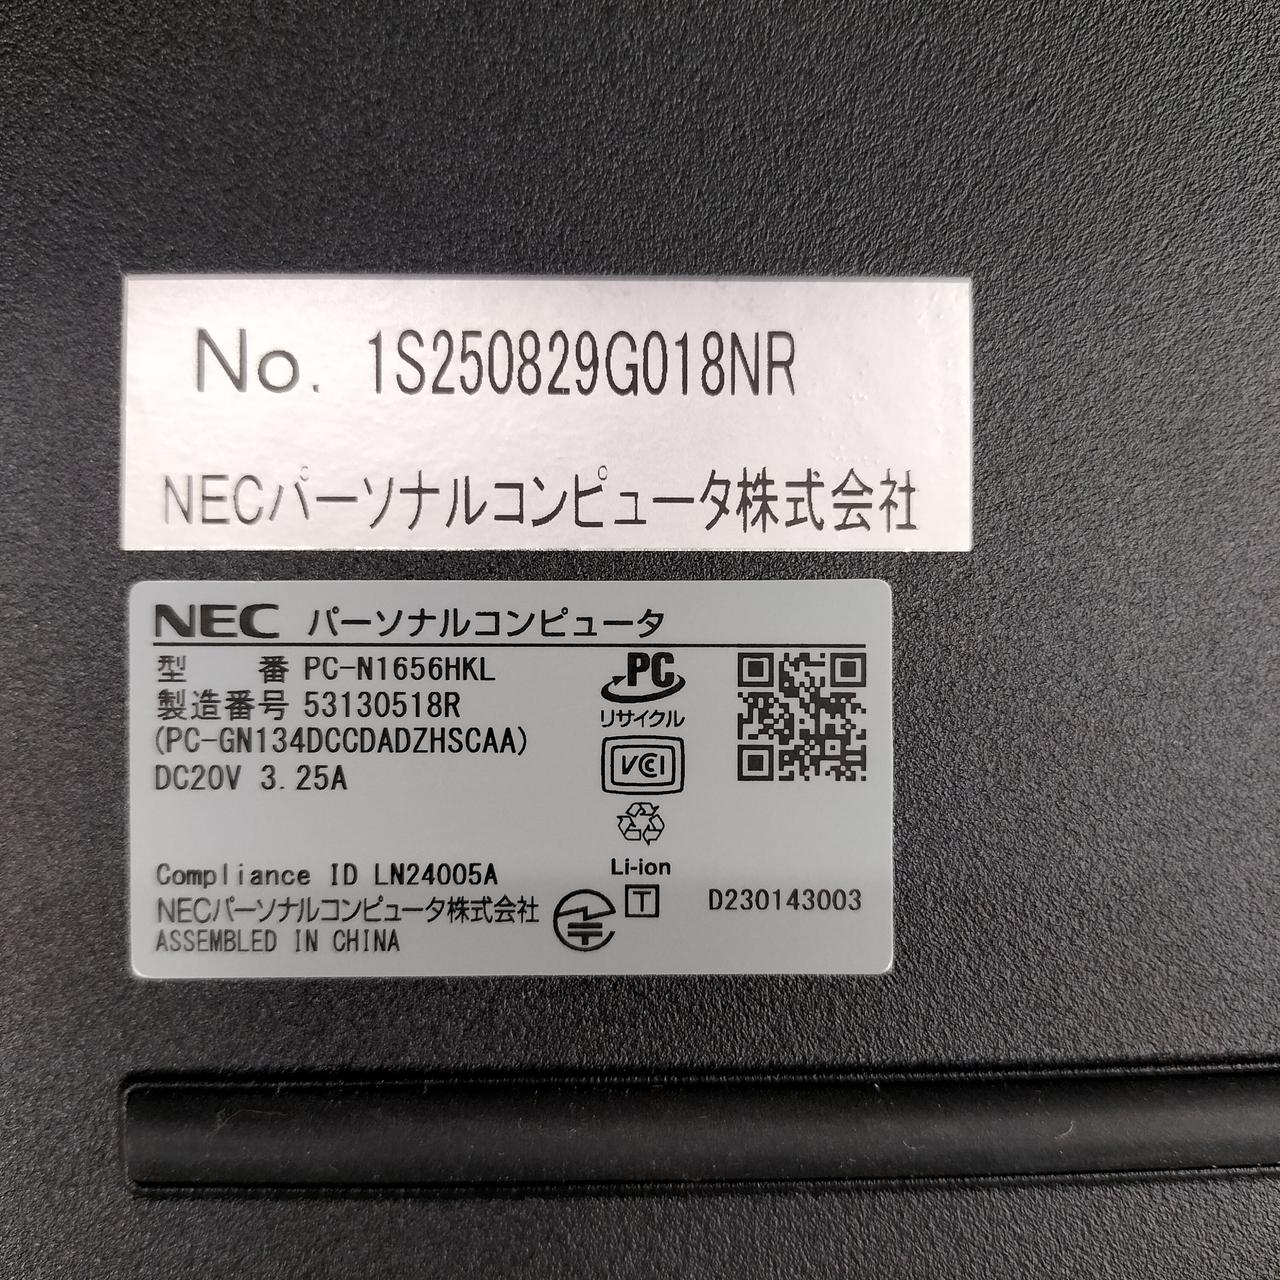 No. 1S250829G018NR
NECパーソナルコンピュータ株式会社
NEC パーソナルコンピュータ
型 番 PC-N1656HKL
製造番号 53130518R
(PC-GN134DCCDADZHSCAA)
DC20V 3.25A
PC
リサイクル
VCI
Li-ion
Compliance ID LN24005A
NECパーソナルコンピュータ株式会社
ASSEMBLED IN CHINA
T
D230143003